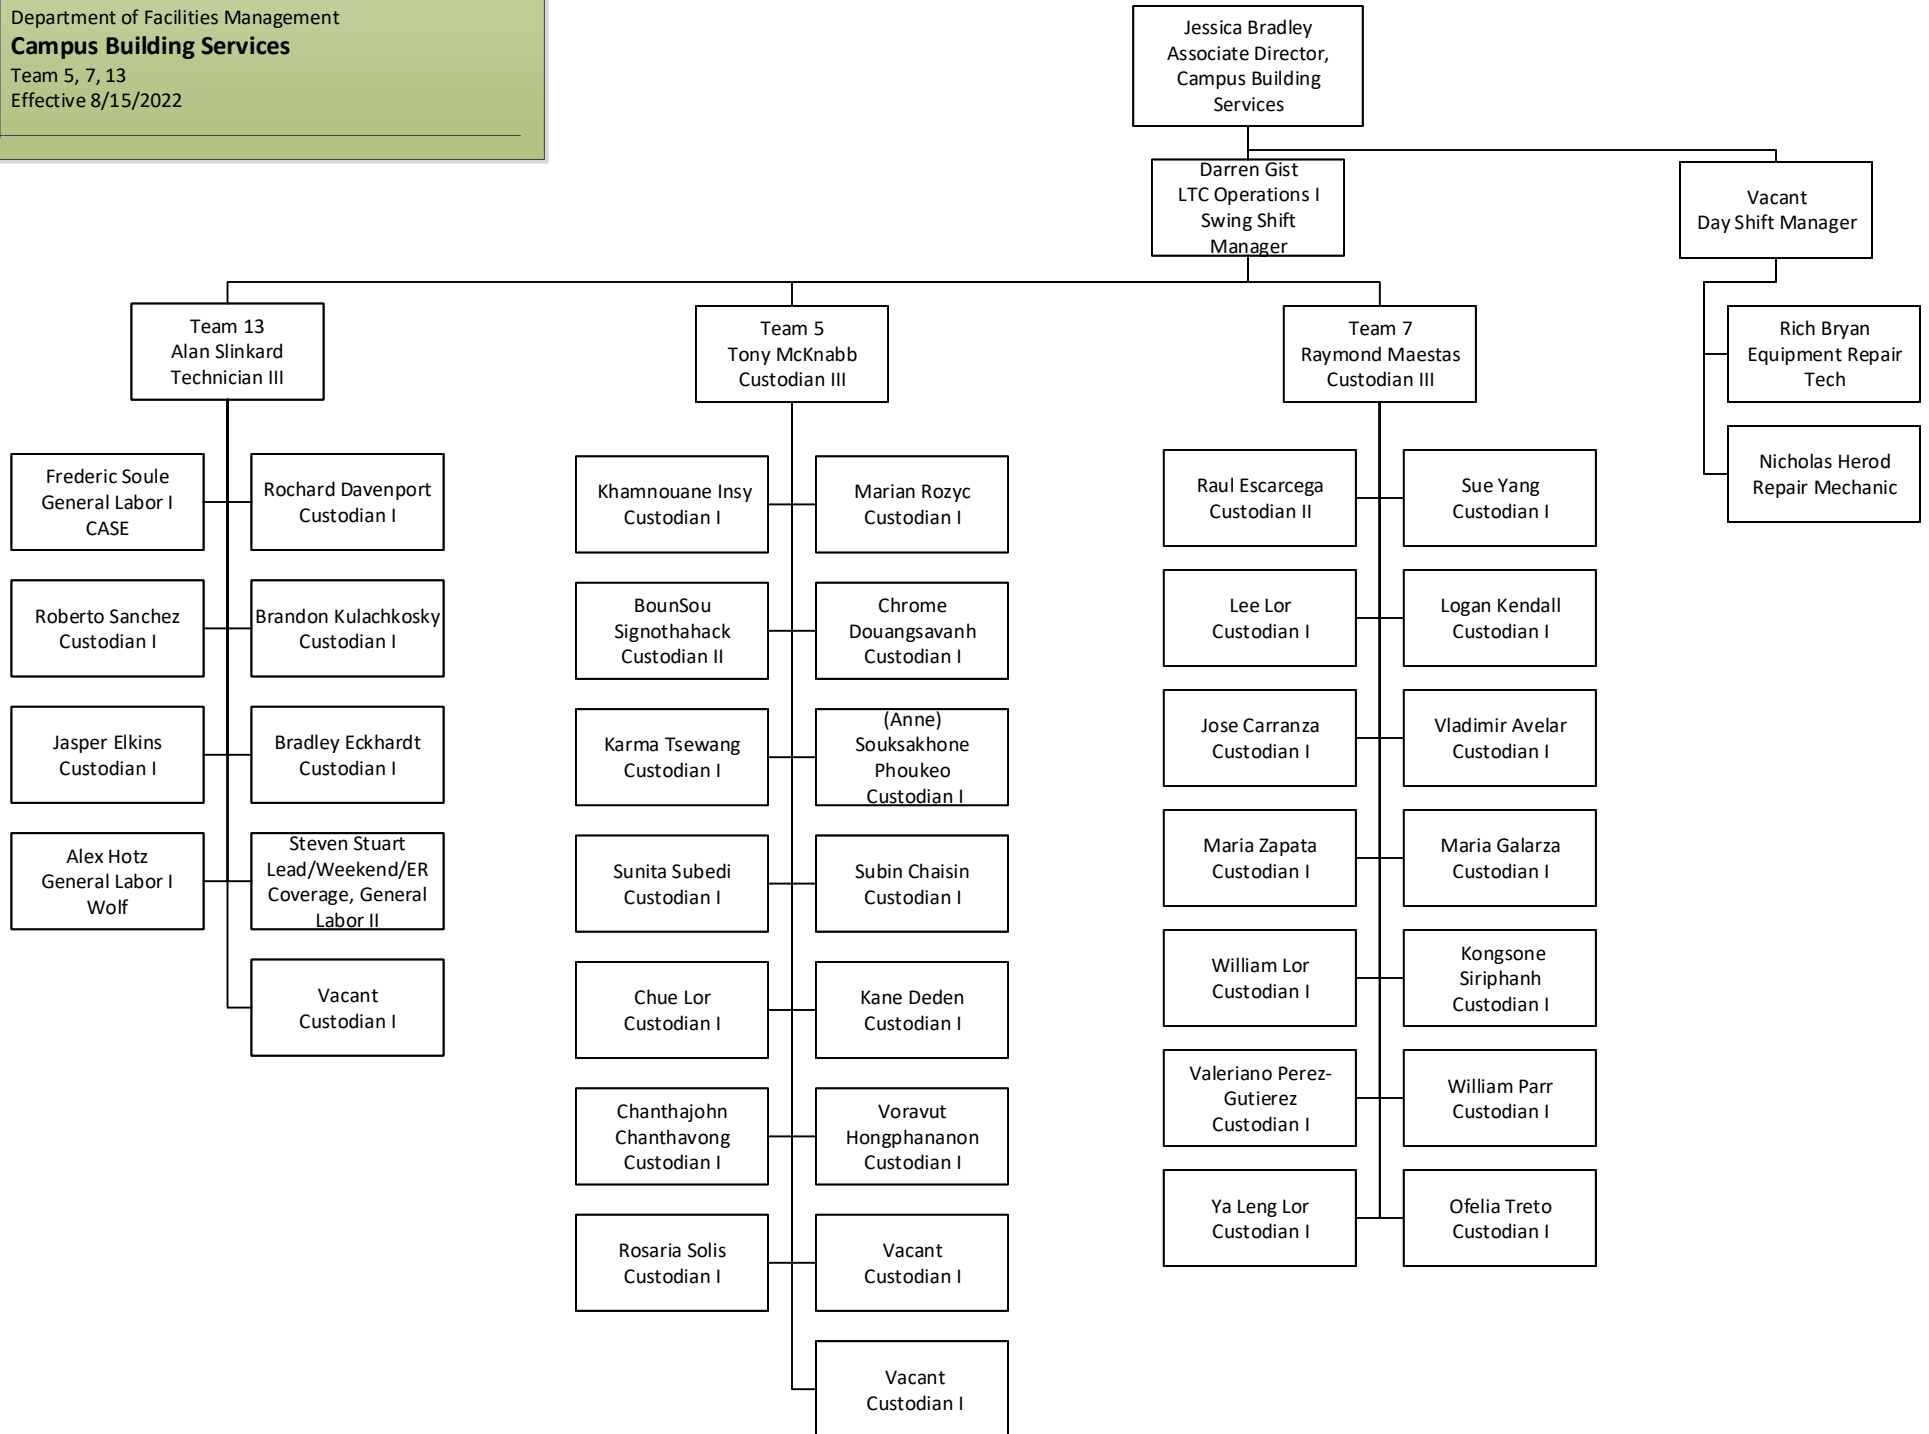 Department of Facilities Management
Campus Building Services
Team 5, 7, 13
Effective 8/15/2022
Jessica Bradley
Associate Director,
Campus Building
Services
Darren Gist
LTC Operations I
Swing Shift
Manager
Vacant
Day Shift Manager
Team 13
Alan Slinkard
Technician III
Team 5
Tony McKnabb
Custodian III
Team 7
Raymond Maestas
Custodian III
Rich Bryan
Equipment Repair
Tech
Nicholas Herod
Repair Mechanic
Frederic Soule
General Labor I
CASE
Rochard Davenport
Custodian I
Roberto Sanchez
Custodian I
Brandon Kulachkosky
Custodian I
Jasper Elkins
Custodian I
Bradley Eckhardt
Custodian I
Alex Hotz
General Labor I
Wolf
Steven Stuart
Lead/Weekend/ER
Coverage, General
Labor II
Vacant
Custodian I
Khamnouane Insy
Custodian I
Marian Rozyc
Custodian I
BounSou
Signothahack
Custodian II
Chrome
Douangsavanh
Custodian I
Karma Tsewang
Custodian I
(Anne)
Souksakhone
Phoukeo
Custodian I
Sunita Subedi
Custodian I
Subin Chaisin
Custodian I
Chue Lor
Custodian I
Kane Deden
Custodian I
Chanthajohn
Chanthavong
Custodian I
Voravut
Hongphananon
Custodian I
Rosaria Solis
Custodian I
Vacant
Custodian I
Vacant
Custodian I
Raul Escarcega
Custodian II
Sue Yang
Custodian I
Lee Lor
Custodian I
Logan Kendall
Custodian I
Jose Carranza
Custodian I
Vladimir Avelar
Custodian I
Maria Zapata
Custodian I
Maria Galarza
Custodian I
William Lor
Custodian I
Kongsone
Siriphanh
Custodian I
Valeriano Perez-
Gutierez
Custodian I
William Parr
Custodian I
Ya Leng Lor
Custodian I
Ofelia Treto
Custodian I